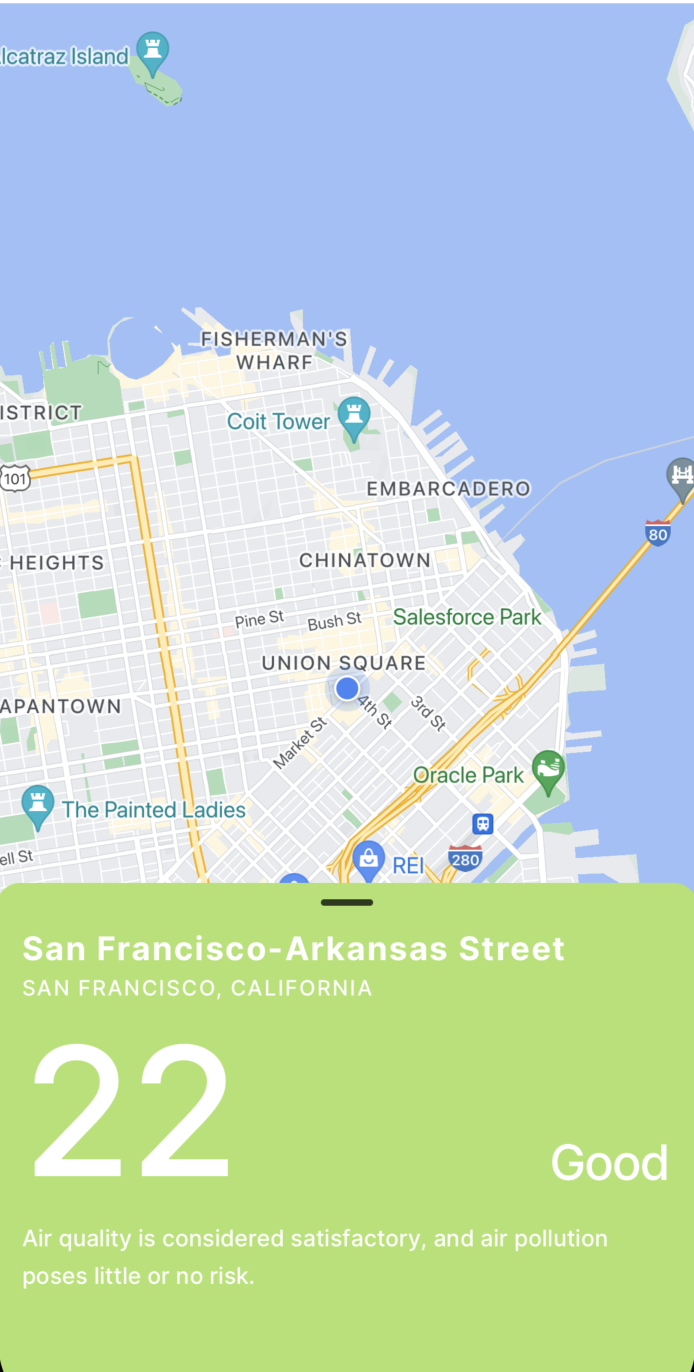 lcatraz Island
FISHERMAN'S
WHARF
ISTRICT
Coit Tower
101
EMBARCADERO
80
HEIGHTS
CHINATOWN
Pine St
Bush St
Salesforce Park
UNION SQUARE
APANTOWN
4th St
3rd St
Market St
Oracle Park
The Painted Ladies
ell St
REI
280
San Francisco-Arkansas Street
SAN FRANCISCO, CALIFORNIA
22
Good
Air quality is considered satisfactory, and air pollution
poses little or no risk.